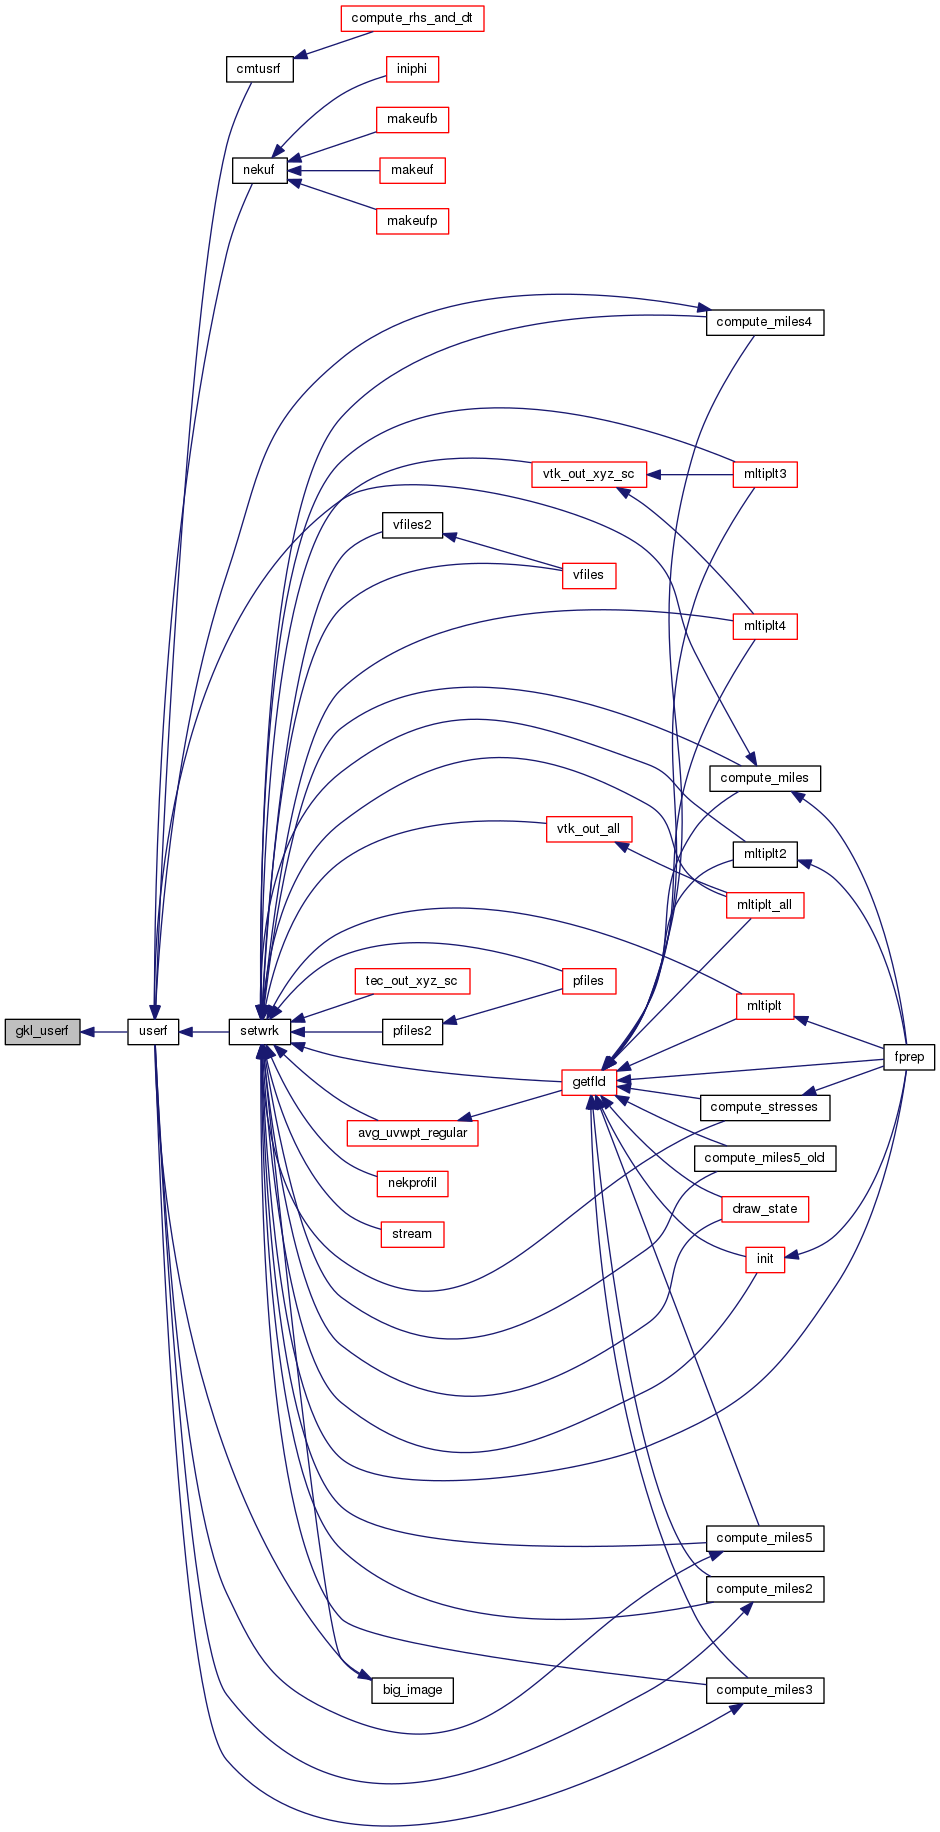 compute_rhs_and_dt
cmtusrf
iniphi
makeufb
nekuf
makeuf
makeufp
compute_miles4
vtk_out_xyz_sc
mltiplt3
vfiles2
vfiles
mltiplt4
compute_miles
vtk_out_all
mltiplt2
mltiplt_all
tec_out_xyz_sc
pfiles
mltiplt
gkl_userf
userf
setwrk
pfiles2
fprep
getfld
compute_stresses
avg_uvwpt_regular
compute_miles5_old
nekprofil
draw_state
stream
init
compute_miles5
compute_miles2
big_image
compute_miles3